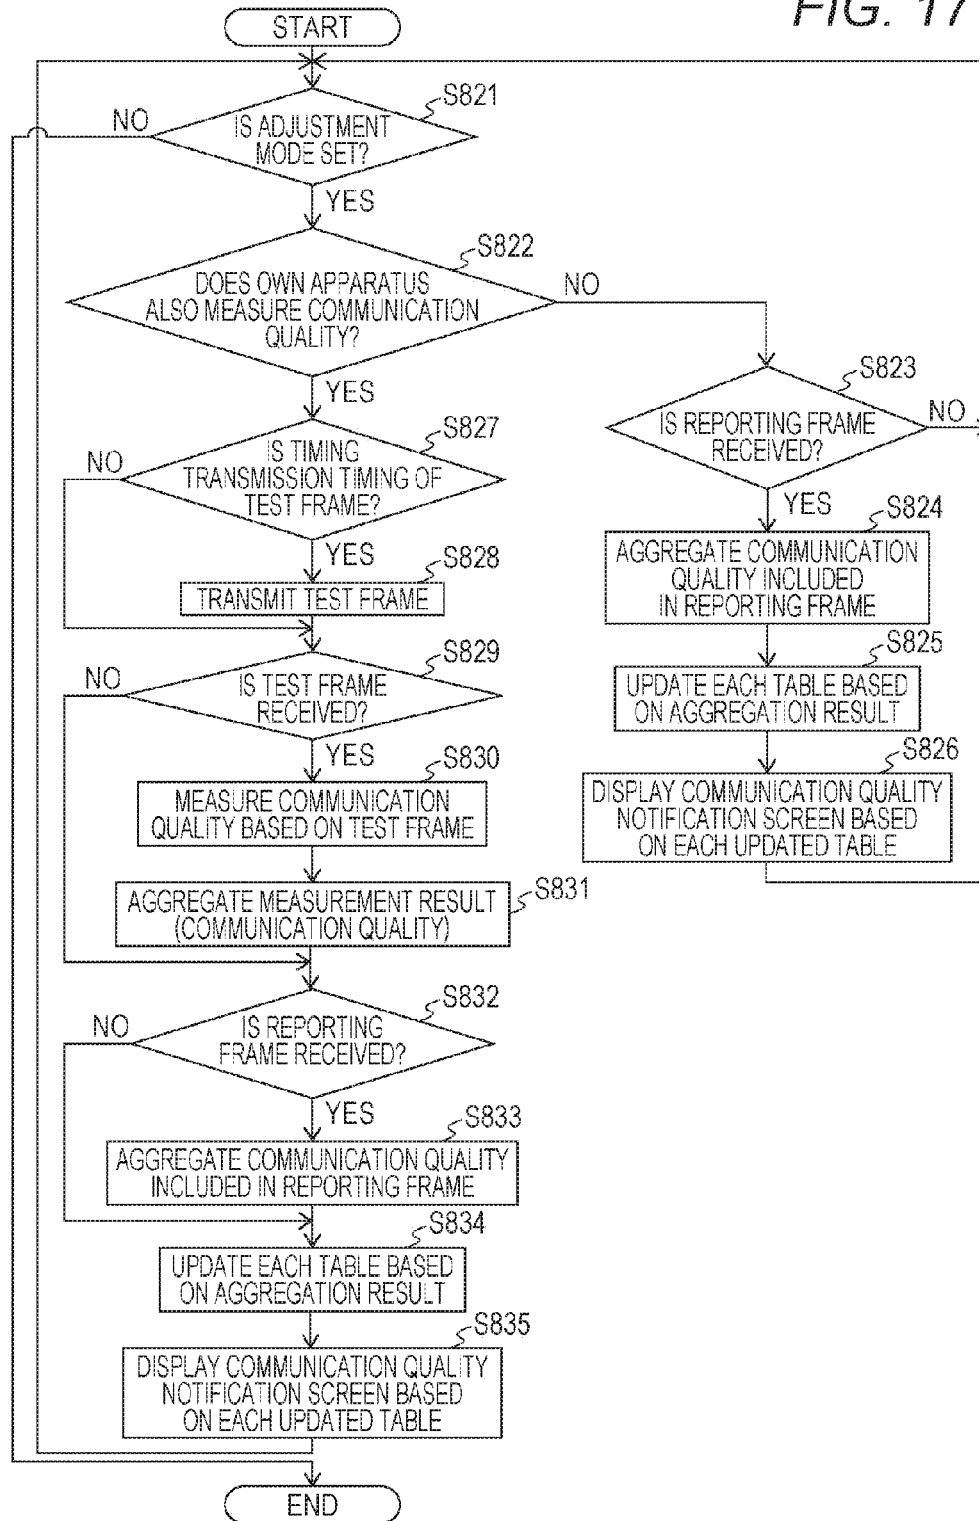 FIG. 17
START
S821
NO
IS ADJUSTMENT
MODE SET?
YES
S822
DOES OWN APPARATUS
ALSO MEASURE COMMUNICATION
QUALITY?
NO
YES
S823
IS REPORTING FRAME
RECEIVED?
NO
YES
S824
AGGREGATE COMMUNICATION
QUALITY INCLUDED
IN REPORTING FRAME
S825
UPDATE EACH TABLE BASED
ON AGGREGATION RESULT
S826
DISPLAY COMMUNICATION QUALITY
NOTIFICATION SCREEN BASED
ON EACH UPDATED TABLE
S827
NO
IS TIMING
TRANSMISSION TIMING OF
TEST FRAME?
YES
S828
TRANSMIT TEST FRAME
S829
NO
IS TEST FRAME
RECEIVED?
YES
S830
MEASURE COMMUNICATION
QUALITY BASED ON TEST FRAME
S831
AGGREGATE MEASUREMENT RESULT
(COMMUNICATION QUALITY)
S832
NO
IS REPORTING
FRAME RECEIVED?
YES
S833
AGGREGATE COMMUNICATION QUALITY
INCLUDED IN REPORTING FRAME
S834
UPDATE EACH TABLE BASED
ON AGGREGATION RESULT
S835
DISPLAY COMMUNICATION QUALITY
NOTIFICATION SCREEN BASED
ON EACH UPDATED TABLE
END